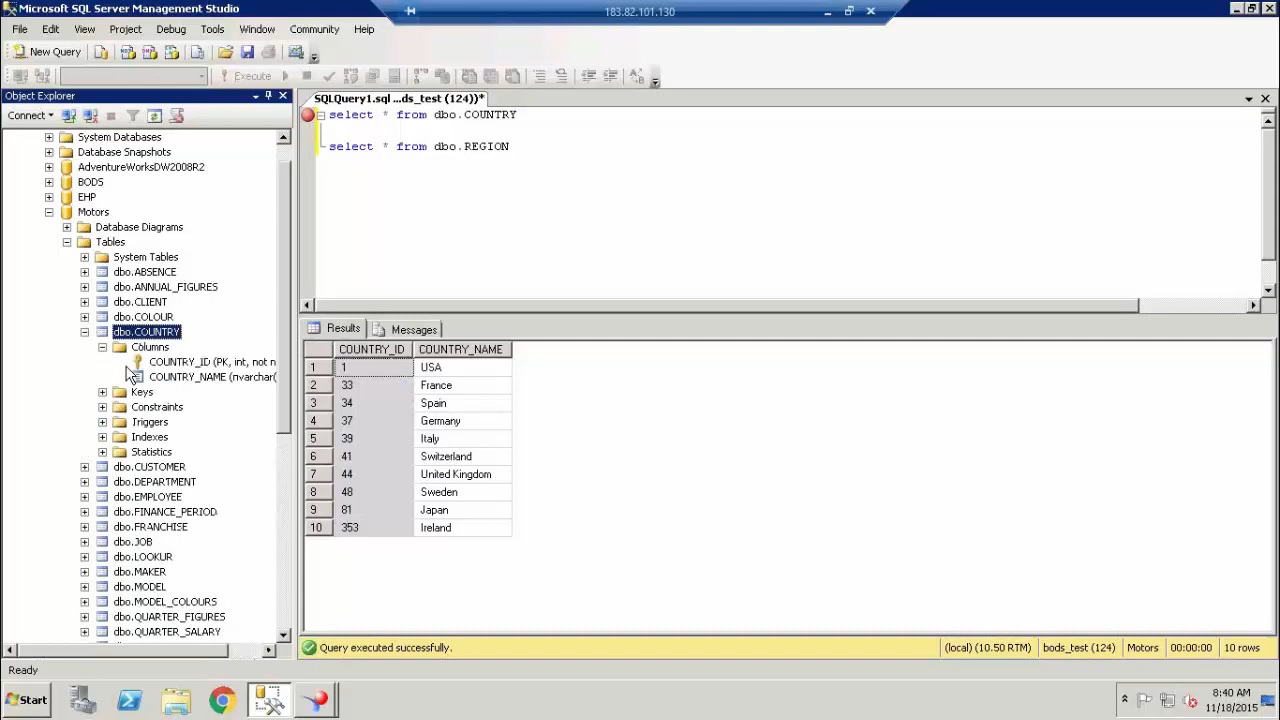 Microsoft SQL Server Management Studio
183.82.101.130
File Edit View Project Debug Tools Window Community Help
New Query
Execute
Object Explorer
SQLQuery1.sql ...ds_test (124))*
Connect
select * from dbo.COUNTRY
select * from dbo.REGION
System Databases
Database Snapshots
AdventureWorksDW2008R2
BODS
EHP
Motors
Database Diagrams
Tables
System Tables
dbo.ABSENCE
dbo.ANNUAL_FIGURES
dbo.CLIENT
dbo.COLOUR
dbo.COUNTRY
Columns
COUNTRY_ID (PK, int, not n
COUNTRY_NAME (nvarchar(
Keys
Constraints
Triggers
Indexes
Statistics
dbo.CUSTOMER
dbo.DEPARTMENT
dbo.EMPLOYEE
dbo.FINANCE_PERIOD
dbo.FRANCHISE
dbo.JOB
dbo.LOOKUR
dbo.MAKER
dbo.MODEL
dbo.MODEL_COLOURS
dbo.QUARTER_FIGURES
dbo.QUARTER_SALARY
Results Messages
COUNTRY_ID COUNTRY_NAME
1 1 USA
2 33 France
3 34 Spain
4 37 Germany
5 39 Italy
6 41 Switzerland
7 44 United Kingdom
8 48 Sweden
9 81 Japan
10 353 Ireland
Query executed successfully. (local) (10.50 RTM) bods_test (124) Motors 00:00:00 10 rows
Ready
Start
8:40 AM
11/18/2015